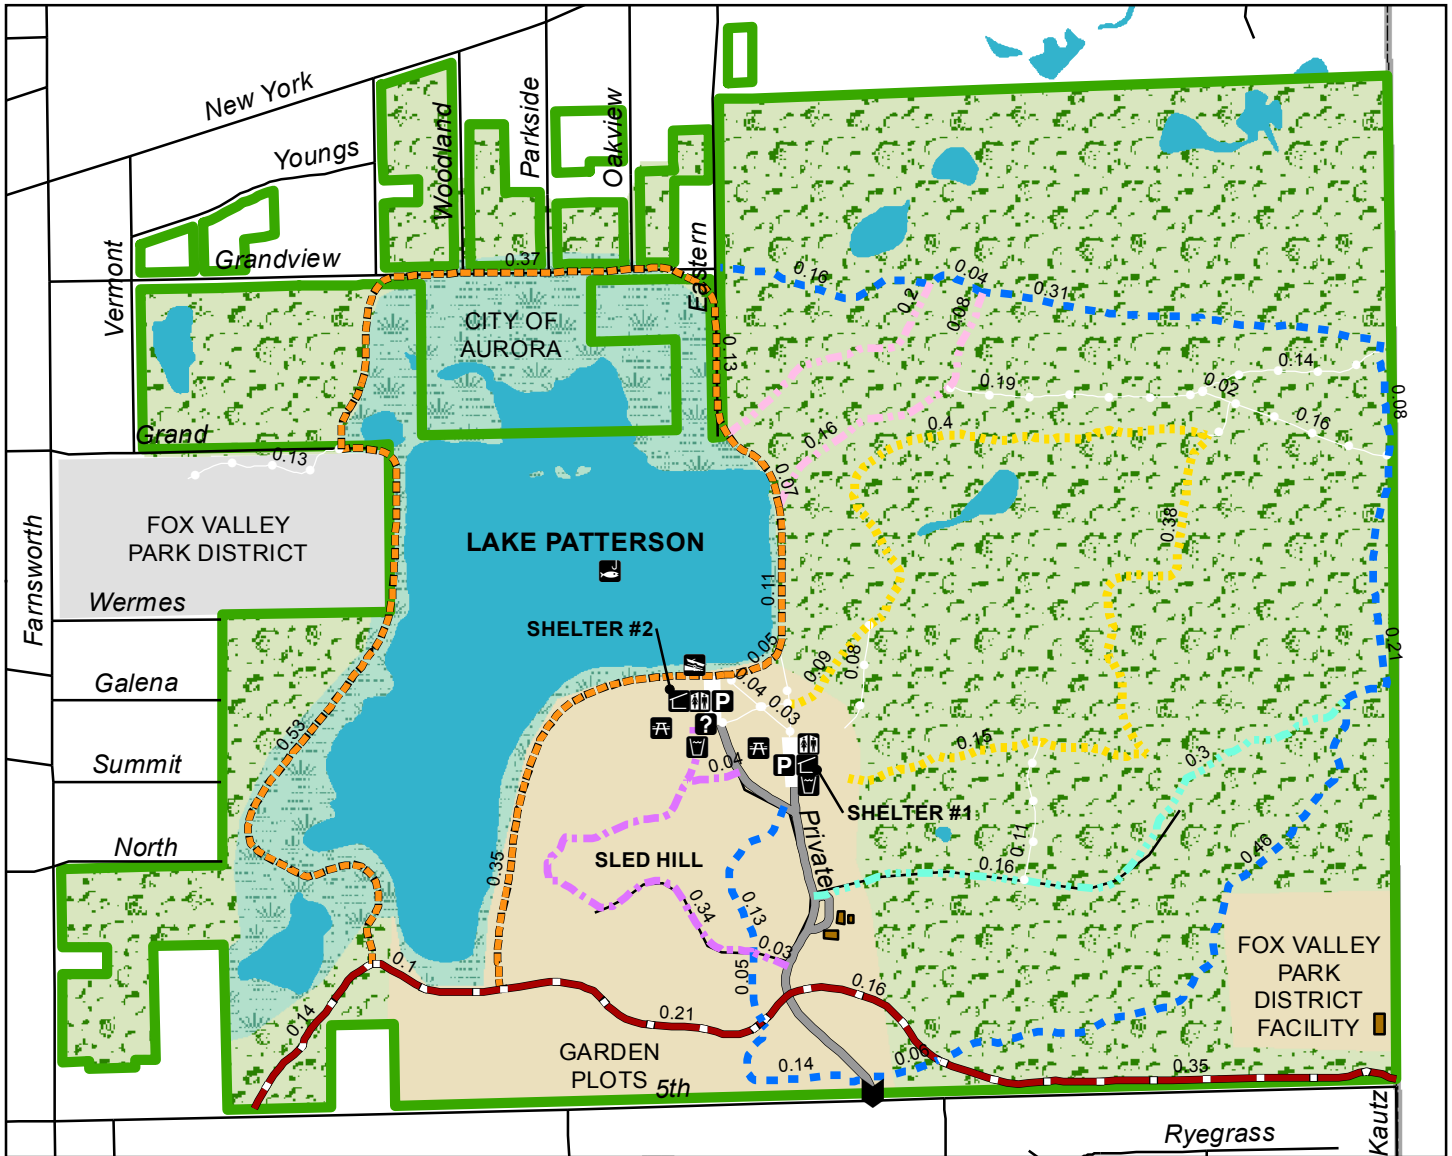 New York
Youngs
Woodland
Parkside
Oakview
Grandview
Vermont
Eastern
0.37
0.16
0.04
0.31
0.2
0.08
CITY OF
AURORA
0.13
0.14
0.19
0.02
0.08
0.16
0.4
0.16
Grand
0.13
0.07
FOX VALLEY
PARK DISTRICT
Farnsworth
LAKE PATTERSON
0.38
0.11
Wermes
SHELTER #2
0.05
0.09
0.08
0.21
Galena
0.04
P
0.03
?
0.53
0.15
0.3
Summit
0.04
P
SHELTER #1
Private
North
0.11
0.46
SLED HILL
0.16
0.35
0.34
0.13
0.03
0.05
FOX VALLEY
PARK
DISTRICT
FACILITY
0.1
0.16
0.14
0.21
GARDEN
PLOTS
0.14
0.06
0.35
5th
Ryegrass
Kautz